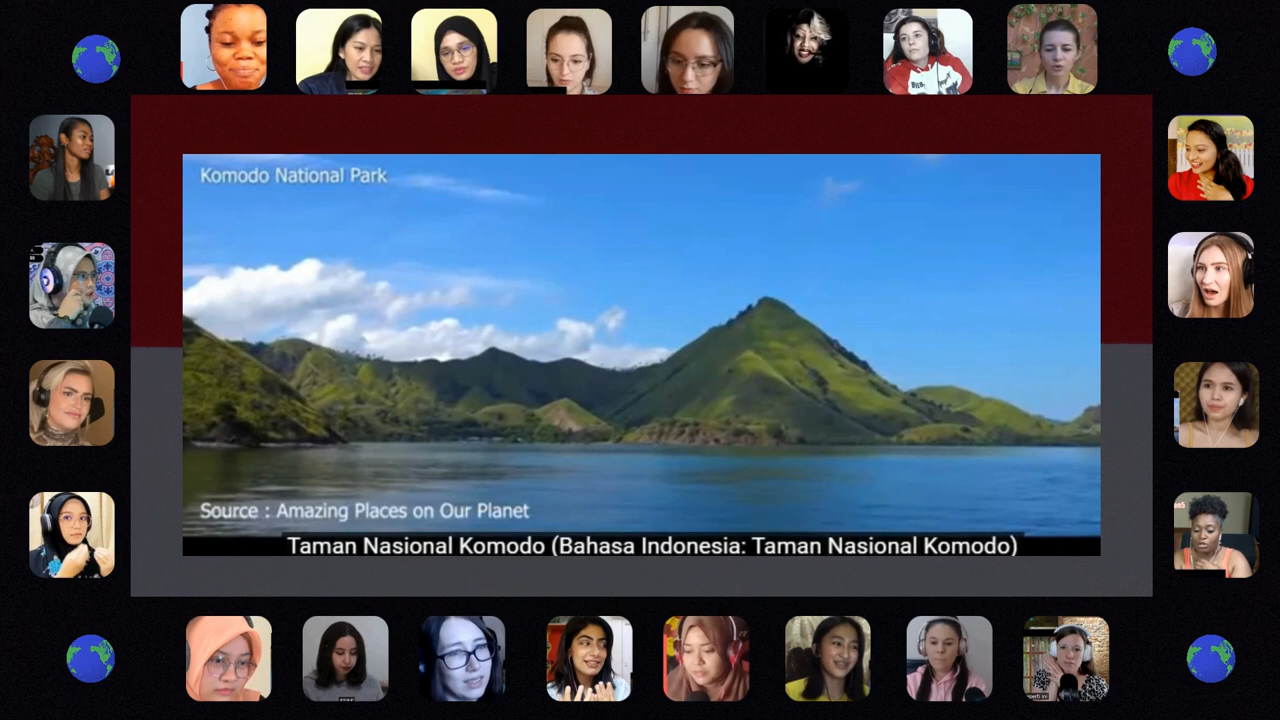 Komodo National Park
Source : Amazing Places on Our Planet
Taman Nasional Komodo (Bahasa Indonesia: Taman Nasional Komodo)